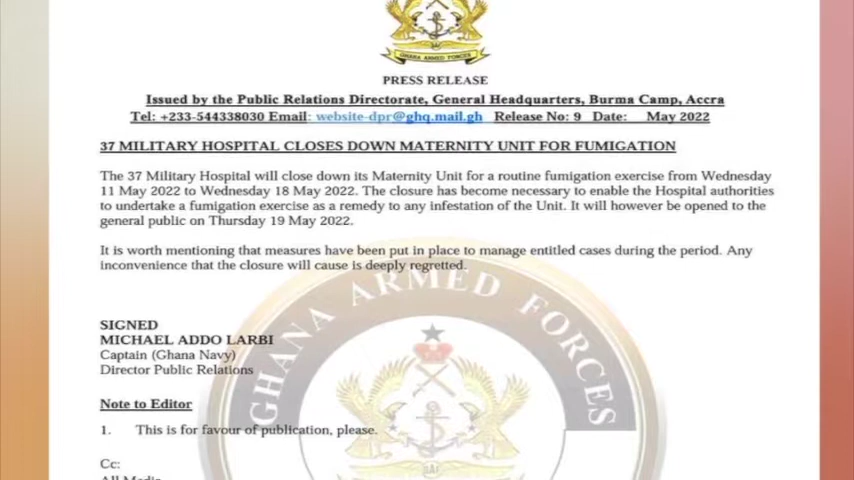 GHANA ARMED FORCES
PRESS RELEASE
Issued by the Public Relations Directorate, General Headquarters, Burma Camp, Accra
Tel: +233-544338030 Email: website-dpr@ghq.mail.gh Release No: 9 Date: May 2022
37 MILITARY HOSPITAL CLOSES DOWN MATERNITY UNIT FOR FUMIGATION
The 37 Military Hospital will close down its Maternity Unit for a routine fumigation exercise from Wednesday
11 May 2022 to Wednesday 18 May 2022. The closure has become necessary to enable the Hospital authorities
to undertake a fumigation exercise as a remedy to any infestation of the Unit. It will however be opened to the
general public on Thursday 19 May 2022.
It is worth mentioning that measures have been put in place to manage entitled cases during the period. Any
inconvenience that the closure will cause is deeply regretted.
GHANA ARMED FORCES
SIGNED
MICHAEL ADDO LARBI
Captain (Ghana Navy)
Director Public Relations
Note to Editor
1. This is for favour of publication, please.
Cc:
All Media